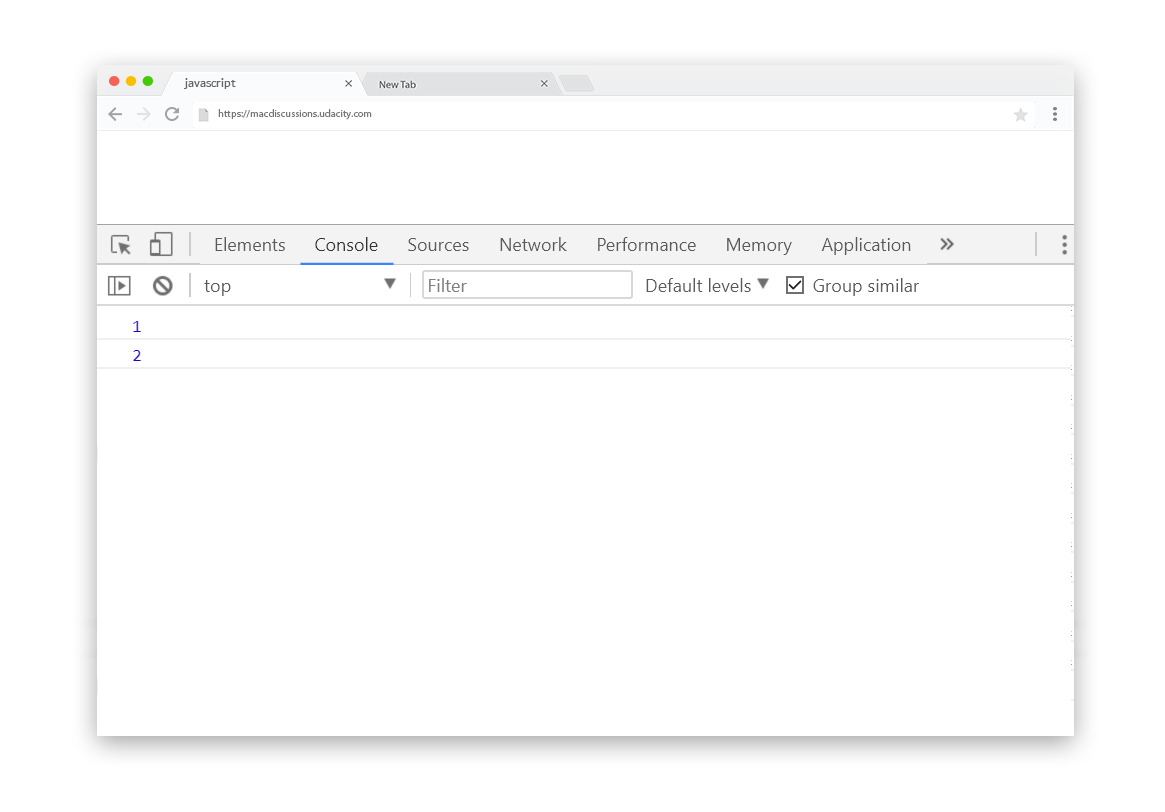 javascript
New Tab
https://macdiscussions.udacity.com
Elements Console Sources Network Performance Memory Application
top Filter Default levels Group similar
1
2